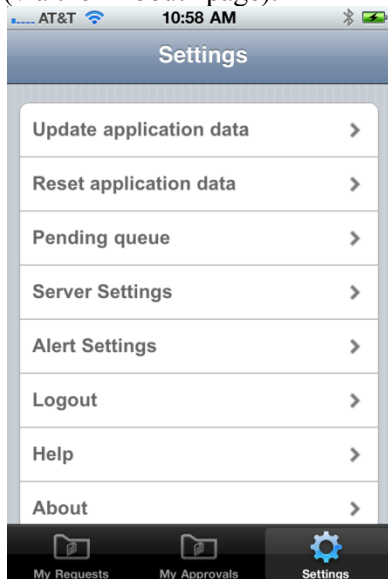 AT&T 10:58 AM
Settings
Update application data
Reset application data
Pending queue
Server Settings
Alert Settings
Logout
Help
About
My Requests My Approvals Settings